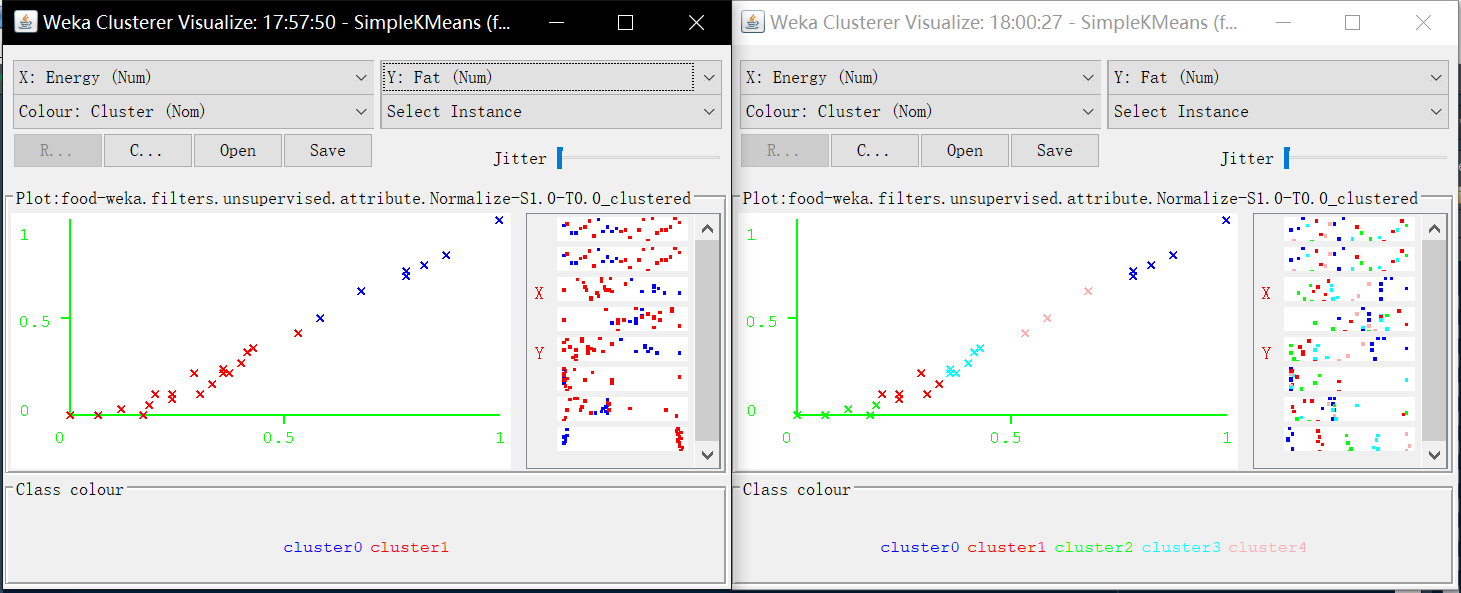 Weka Clusterer Visualize: 17:57:50 - SimpleKMeans (f...
X: Energy (Num)
Y: Fat (Num)
Colour: Cluster (Nom)
Select Instance
R...
C...
Open
Save
Jitter
Plot:food-weka.filters.unsupervised.attribute.Normalize-S1.0-T0.0_clustered
1
0.5
0
0
0.5
1
X
Y
Class colour
cluster0 cluster1
Weka Clusterer Visualize: 18:00:27 - SimpleKMeans (f...
X: Energy (Num)
Y: Fat (Num)
Colour: Cluster (Nom)
Select Instance
R...
C...
Open
Save
Jitter
Plot:food-weka.filters.unsupervised.attribute.Normalize-S1.0-T0.0_clustered
1
0.5
0
0
0.5
1
X
Y
Class colour
cluster0 cluster1 cluster2 cluster3 cluster4